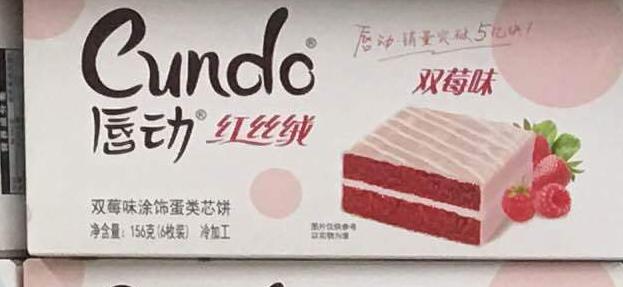 Cundo®
唇动·销量突破5亿块!
双莓味
唇动®红丝绒
双莓味涂饰蛋类芯饼
净含量:156克(6枚装) 冷加工
图片仅供参考
以实物为准